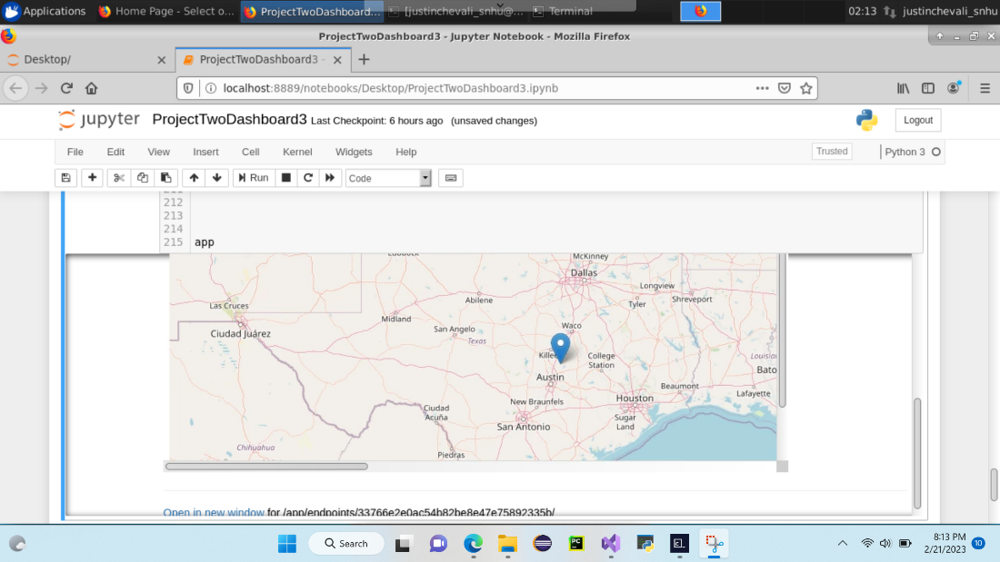 Applications
Home Page - Select o...
ProjectTwoDashboard...
[justinchevali_snhu@...
Terminal
02:13
justinchevali_snhu
ProjectTwoDashboard3 - Jupyter Notebook - Mozilla Firefox
Desktop/
ProjectTwoDashboard3 -
localhost:8889/notebooks/Desktop/ProjectTwoDashboard3.ipynb
jupyter ProjectTwoDashboard3 Last Checkpoint: 6 hours ago (unsaved changes)
Logout
File Edit View Insert Cell Kernel Widgets Help
Trusted
Python 3
Run
Code
212
213
214
215 app
Lubbock
McKinney
Dallas
Longview
Shreveport
Tyler
Abilene
Las Cruces
Midland
Waco
Ciudad Juárez
San Angelo
Texas
Killee
College
Station
Louisia
Bato
Austin
Beaumont
Lafayette
New Braunfels
Houston
Ciudad
Acuña
Sugar
Land
San Antonio
Chihuahua
Piedras
Open in new window for /app/endpoints/33766e2e0ac54b82be8e47e75892335b/
Search
PC
8:13 PM
2/21/2023
10